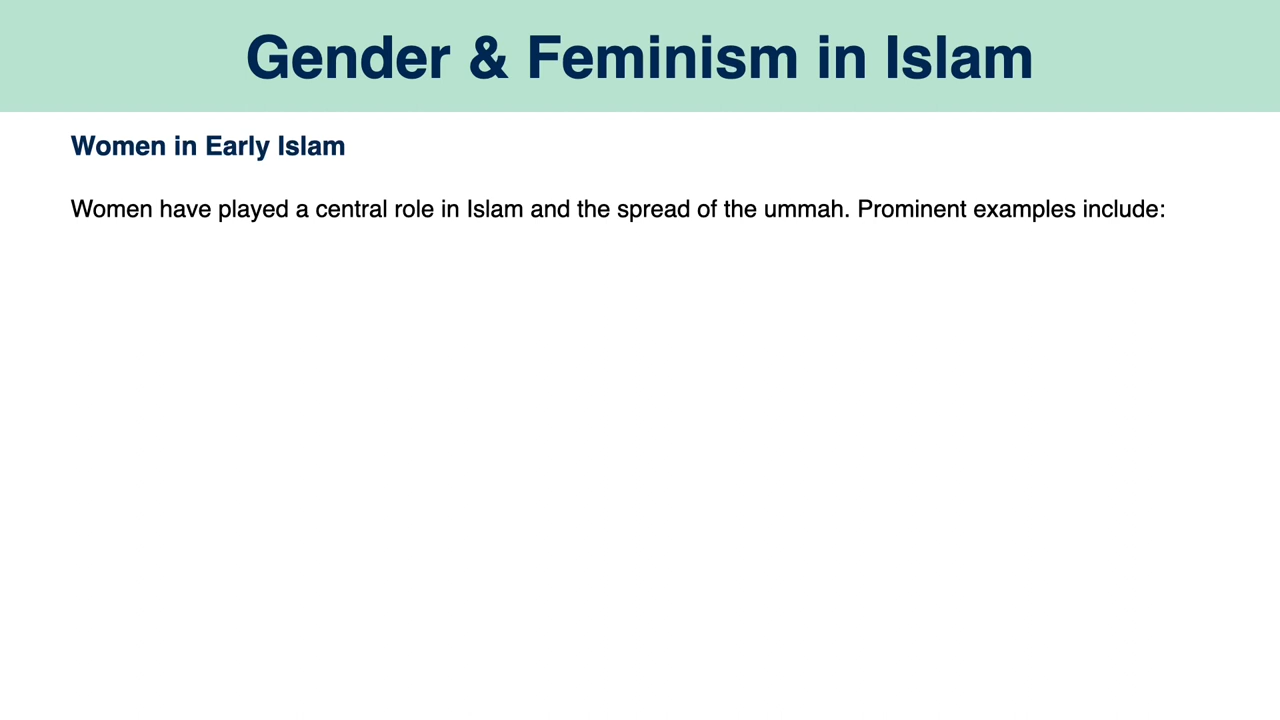 Gender & Feminism in Islam
Women in Early Islam
Women have played a central role in Islam and the spread of the ummah. Prominent examples include: